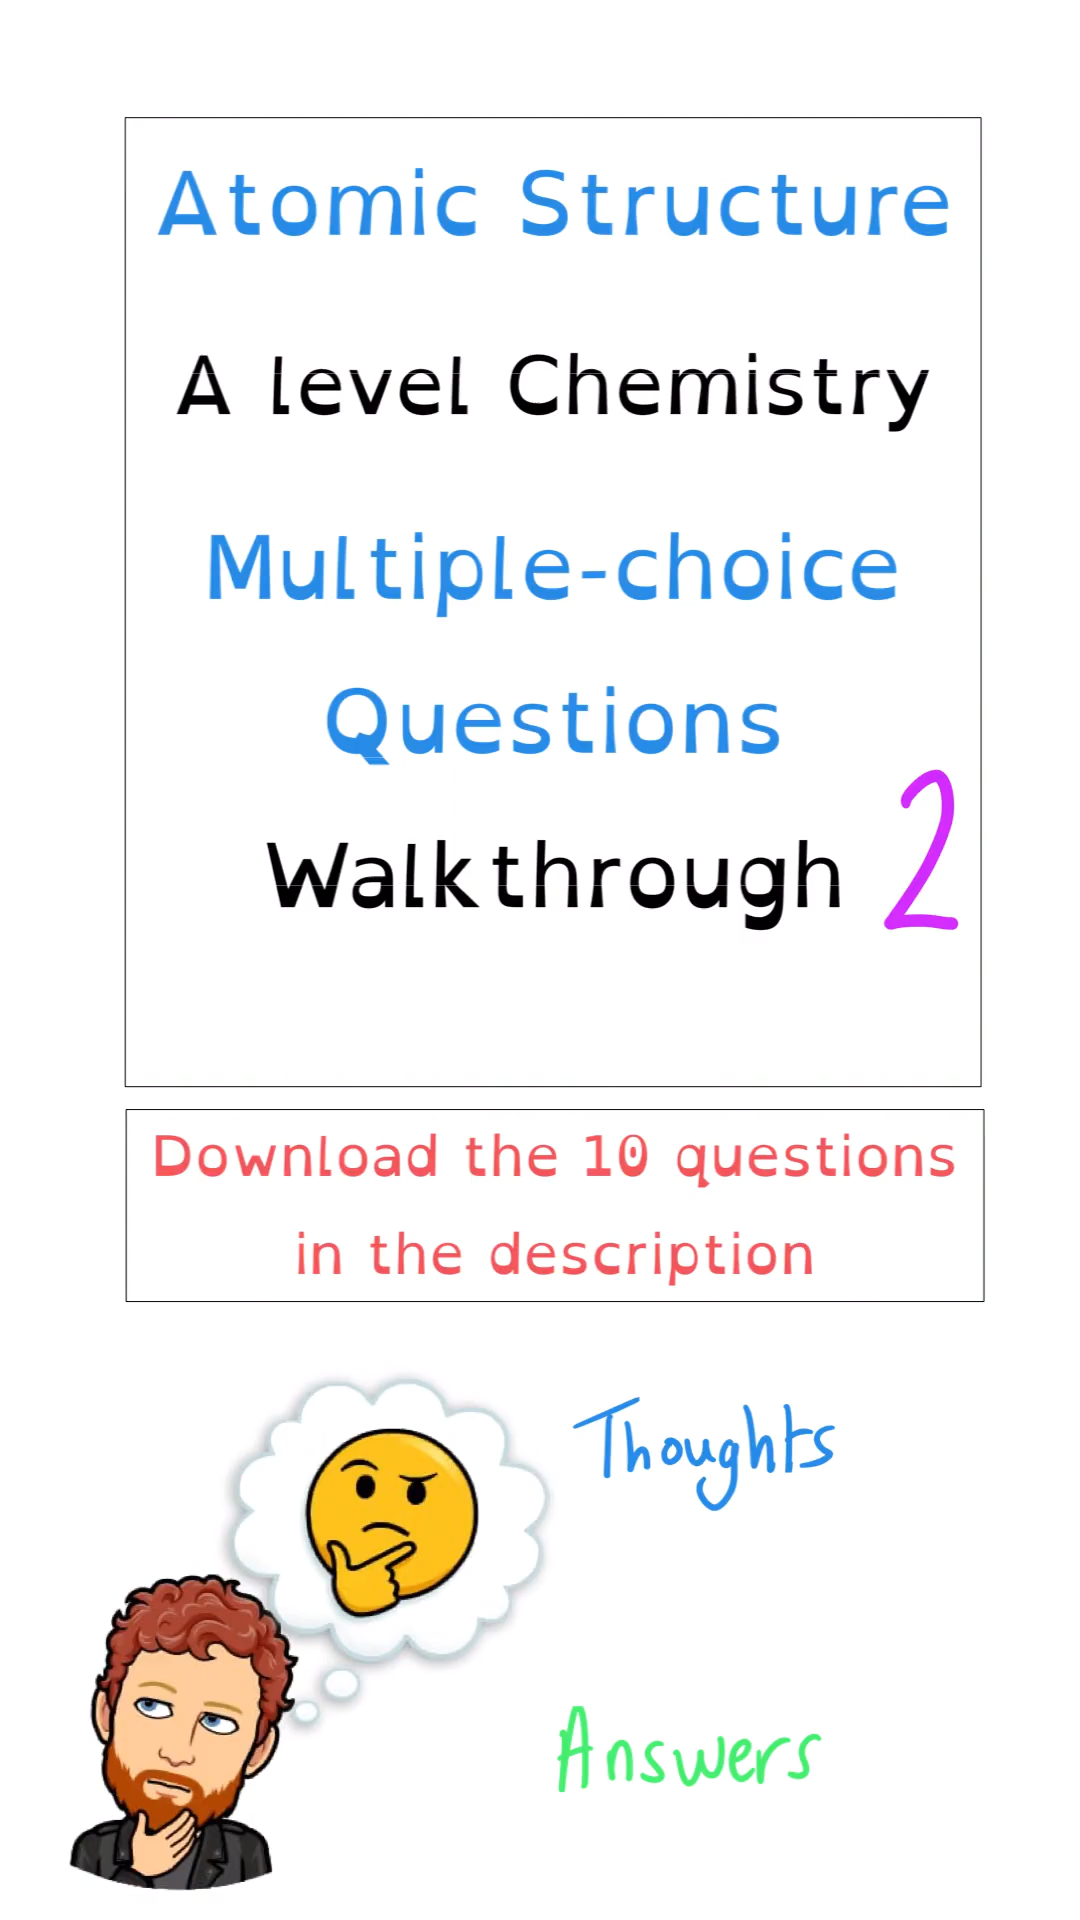 Atomic Structure
A level Chemistry
Multiple-choice
Questions
Walkthrough 2
Download the 10 questions
in the description
Thoughts
Answers